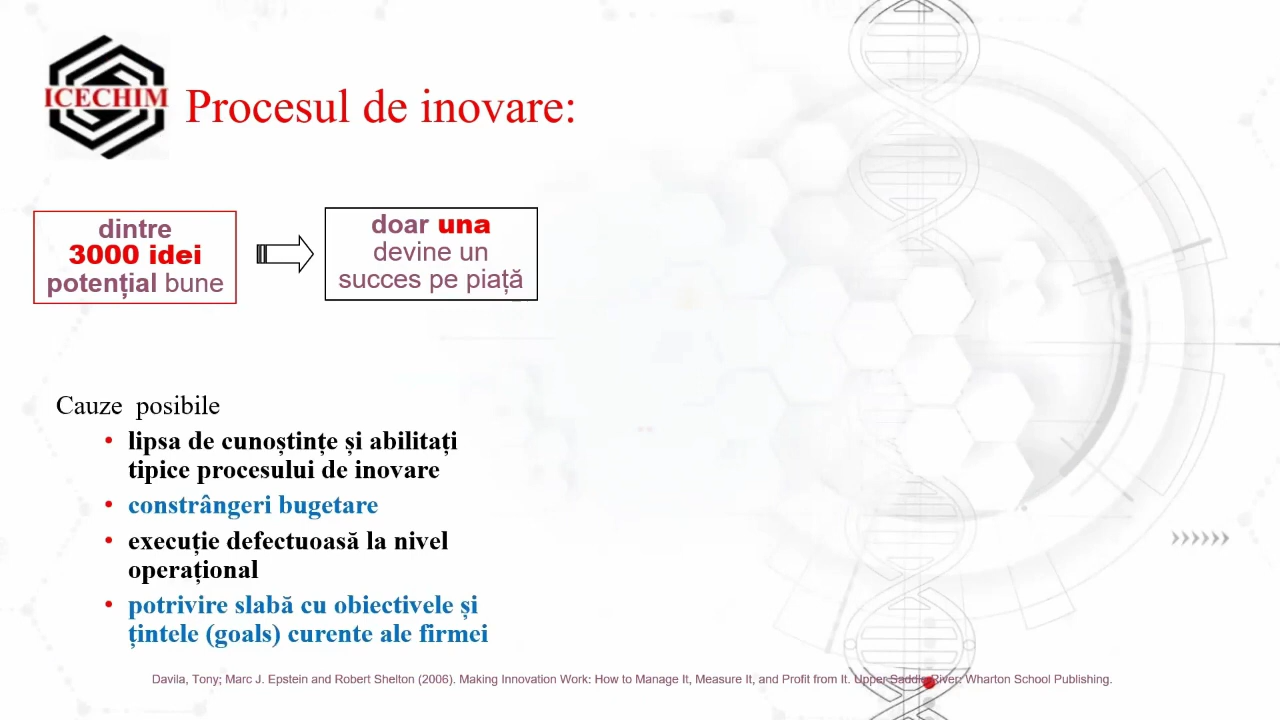 ICECHIM
Procesul de inovare:
dintre
3000 idei
potențial bune
doar una
devine un
succes pe piață
Cauze posibile
• lipsa de cunoștințe și abilitați
tipice procesului de inovare
• constrângeri bugetare
• execuție defectuoasă la nivel
operațional
• potrivire slabă cu obiectivele și
țintele (goals) curente ale firmei
Davila, Tony; Marc J. Epstein and Robert Shelton (2006). Making Innovation Work: How to Manage It, Measure It, and Profit from It. Upper Saddle River: Wharton School Publishing.